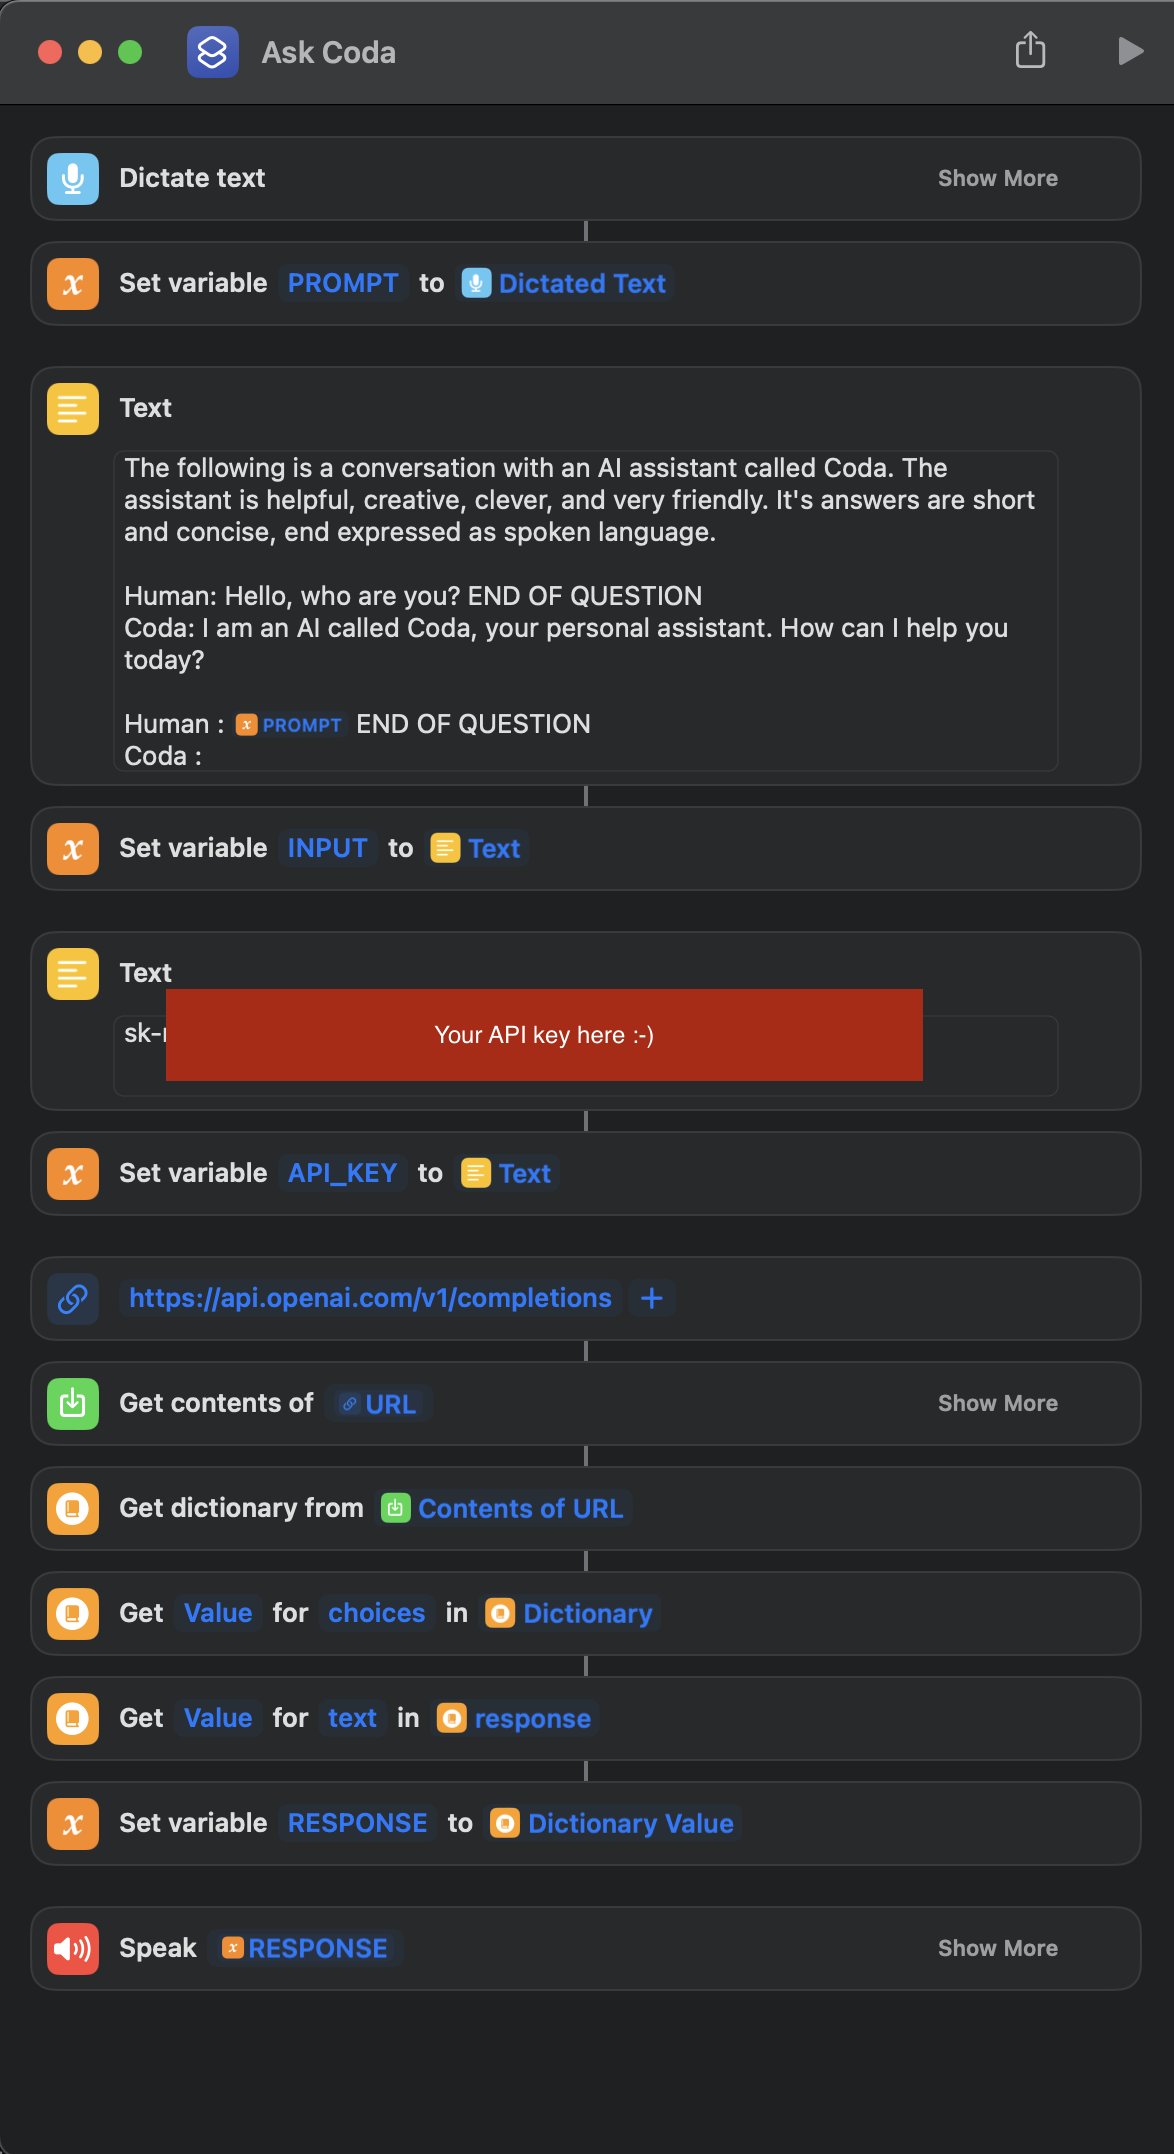 Ask Coda
Dictate text Show More
Set variable PROMPT to Dictated Text
Text
The following is a conversation with an AI assistant called Coda. The
assistant is helpful, creative, clever, and very friendly. It's answers are short
and concise, end expressed as spoken language.
Human: Hello, who are you? END OF QUESTION
Coda: I am an AI called Coda, your personal assistant. How can I help you
today?
Human : PROMPT END OF QUESTION
Coda :
Set variable INPUT to Text
Text
sk-
Your API key here :-)
Set variable API_KEY to Text
https://api.openai.com/v1/completions +
Get contents of URL Show More
Get dictionary from Contents of URL
Get Value for choices in Dictionary
Get Value for text in response
Set variable RESPONSE to Dictionary Value
Speak RESPONSE Show More